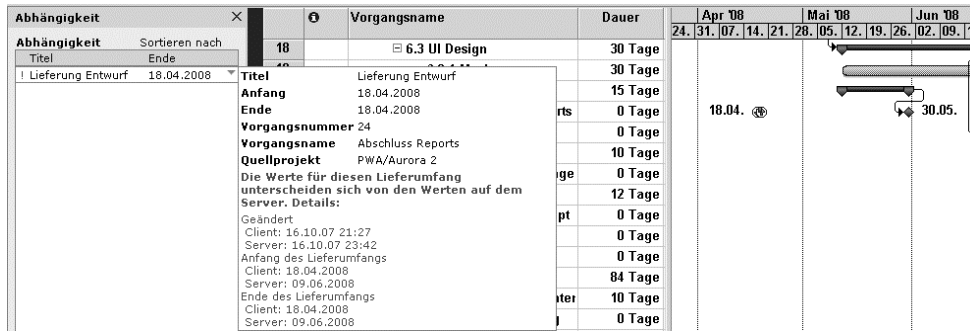 Abhängigkeit
Abhängigkeit Sortieren nach
Titel Ende
! Lieferung Entwurf 18.04.2008
Titel Lieferung Entwurf
Anfang 18.04.2008
Ende 18.04.2008
Vorgangsnummer 24
Vorgangsname Abschluss Reports
Quellprojekt PWA/Aurora 2
Die Werte für diesen Lieferumfang
unterscheiden sich von den Werten auf dem
Server. Details:
Geändert
Client: 16.10.07 21:27
Server: 16.10.07 23:42
Anfang des Lieferumfangs
Client: 18.04.2008
Server: 09.06.2008
Ende des Lieferumfangs
Client: 18.04.2008
Server: 09.06.2008
Vorgangsname Dauer
18 6.3 UI Design 30 Tage
30 Tage
15 Tage
rts 0 Tage
0 Tage
10 Tage
ge 0 Tage
12 Tage
pt 0 Tage
0 Tage
0 Tage
84 Tage
nter 10 Tage
0 Tage
Apr '08 Mai '08 Jun '08
24. 31. 07. 14. 21. 28. 05. 12. 19. 26. 02. 09.
18.04. 30.05.